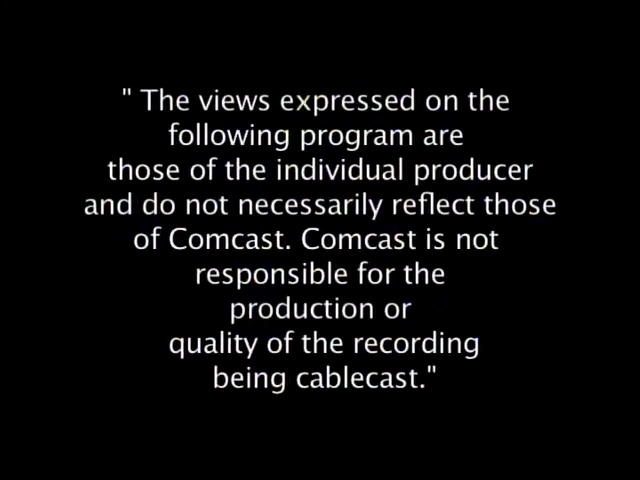 " The views expressed on the
following program are
those of the individual producer
and do not necessarily reflect those
of Comcast. Comcast is not
responsible for the
production or
quality of the recording
being cablecast."